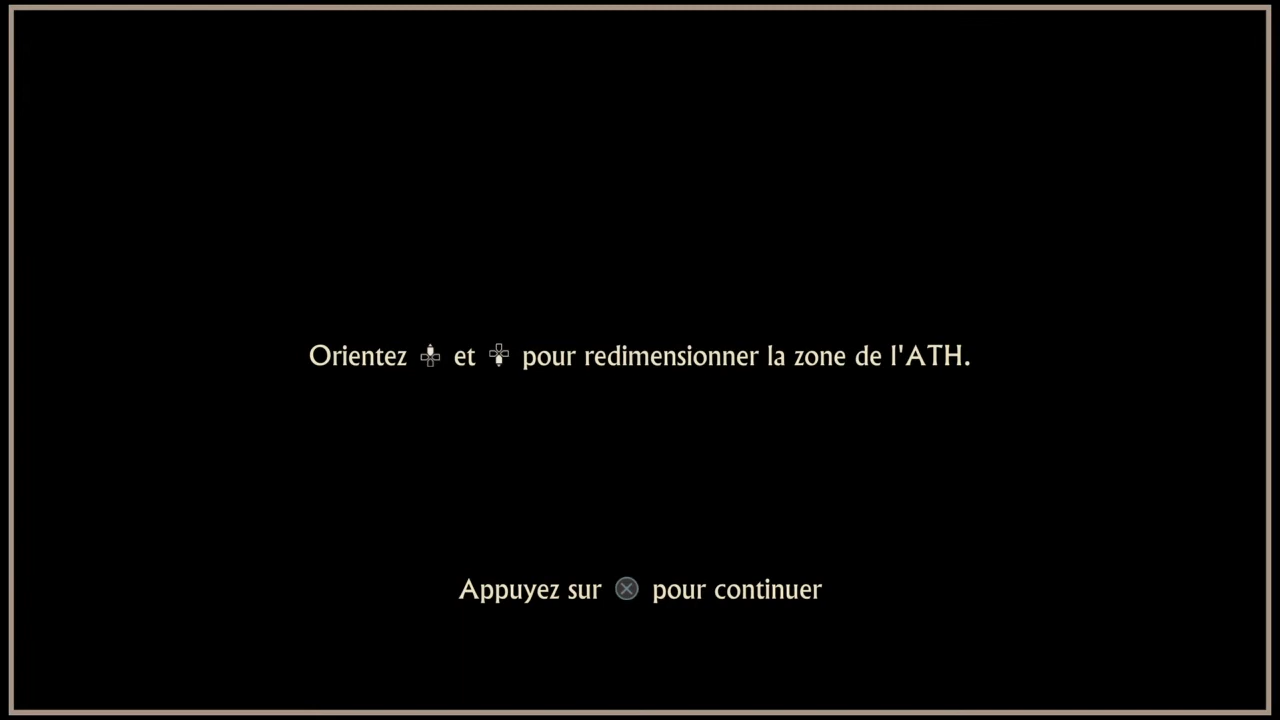 Orientez et pour redimensionner la zone de l'ATH.
Appuyez sur pour continuer